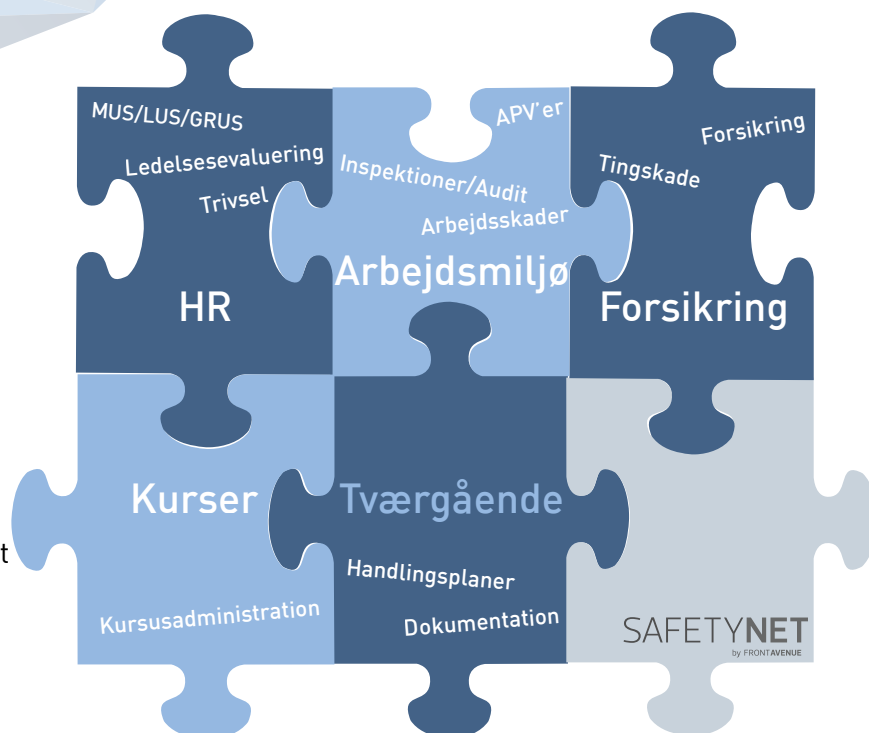 MUS/LUS/GRUS
Ledelsesevaluering
Trivsel
HR
APV'er
Inspektioner/Audit
Arbejdsskader
Arbejdsmiljø
Forsikring
Tingskade
Forsikring
t
Kurser
Kursusadministration
Tværgående
Handlingsplaner
Dokumentation
SAFETYNET
by FRONTAVENUE